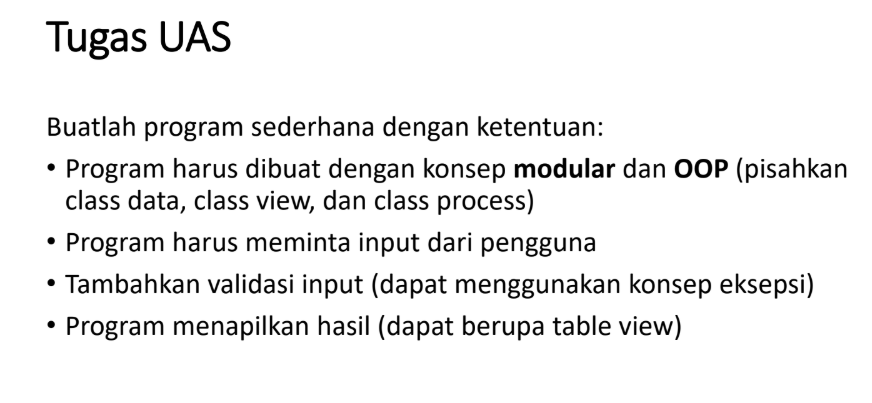 Tugas UAS
Buatlah program sederhana dengan ketentuan:
• Program harus dibuat dengan konsep modular dan OOP (pisahkan
class data, class view, dan class process)
• Program harus meminta input dari pengguna
• Tambahkan validasi input (dapat menggunakan konsep eksepsi)
• Program menapilkan hasil (dapat berupa table view)